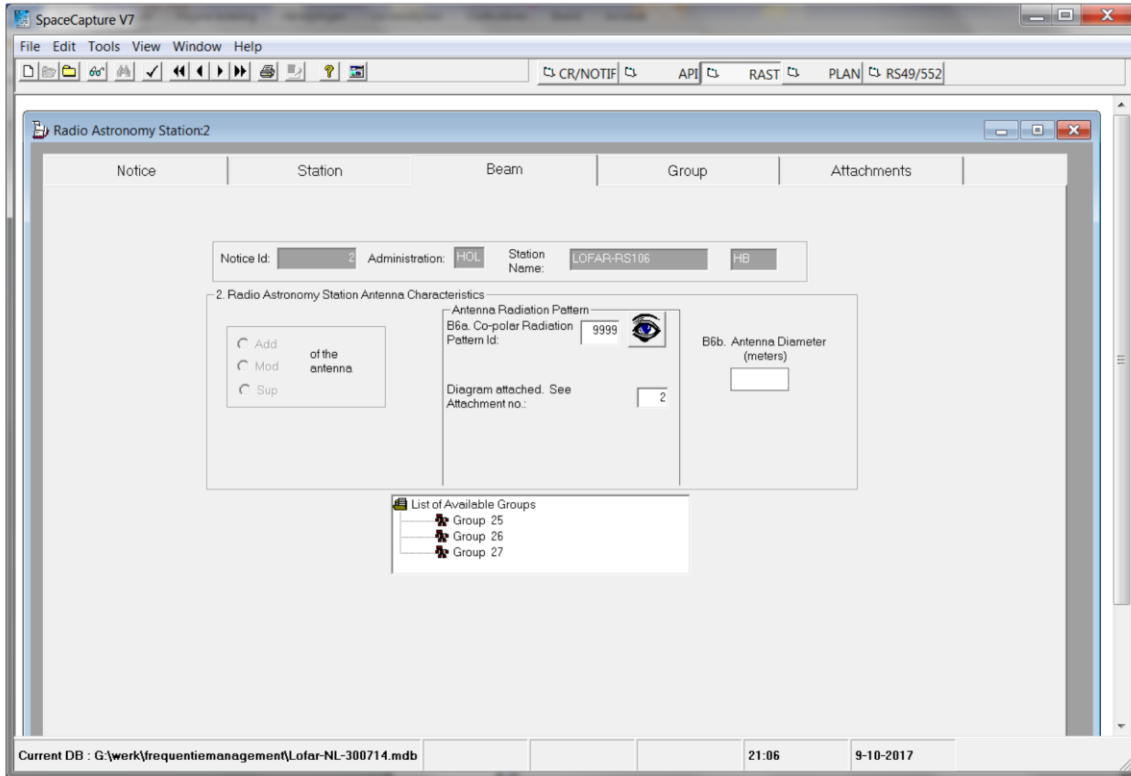 SpaceCapture V7
File Edit Tools View Window Help
CR/NOTIF API RAST PLAN RS49/552
Radio Astronomy Station:2
Notice Station Beam Group Attachments
Notice Id: 2 Administration: HOL Station Name: LOFAR-RS106 HB
2. Radio Astronomy Station Antenna Characteristics
Add
Mod
Sup
of the
antenna
Antenna Radiation Pattern
B6a. Co-polar Radiation
Pattern Id: 9999
Diagram attached. See
Attachment no.: 2
B6b. Antenna Diameter
(meters)
List of Available Groups
Group 25
Group 26
Group 27
Current DB : G:\werk\frequentiemanagement\Lofar-NL-300714.mdb 21:06 9-10-2017